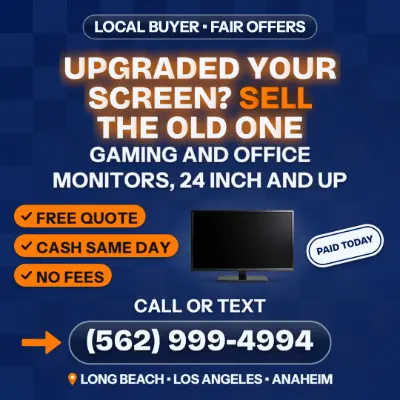 LOCAL BUYER • FAIR OFFERS
UPGRADED YOUR
SCREEN? SELL
THE OLD ONE
GAMING AND OFFICE
MONITORS, 24 INCH AND UP
✓ FREE QUOTE
✓ CASH SAME DAY
✓ NO FEES
PAID TODAY
CALL OR TEXT
(562) 999-4994
LONG BEACH • LOS ANGELES • ANAHEIM